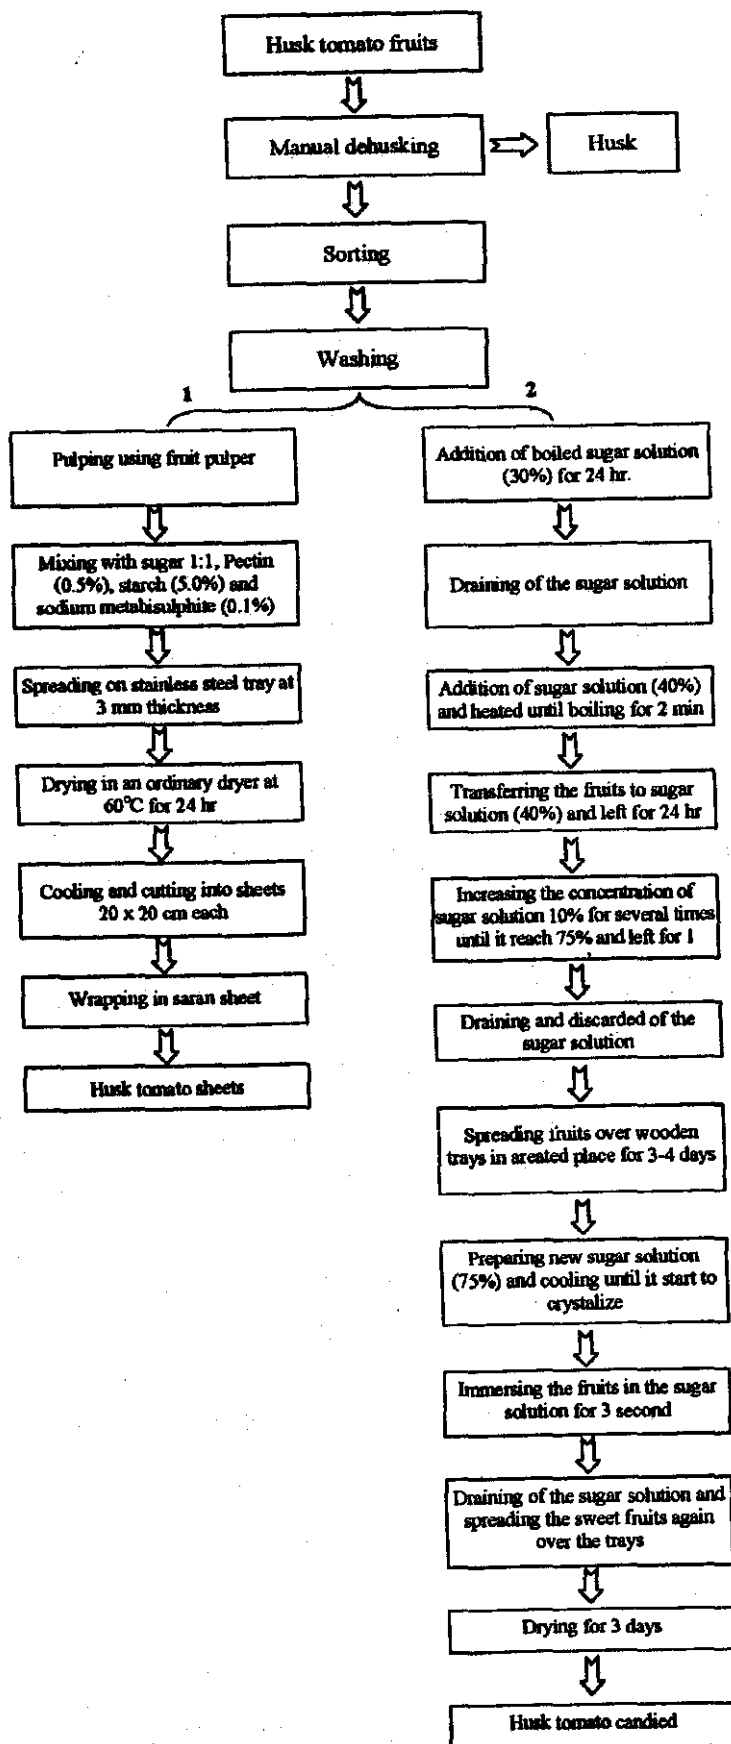 Husk tomato fruits
Manual dehusking
Husk
Sorting
Washing
1
2
Pulping using fruit pulper
Mixing with sugar 1:1, Pectin
(0.5%), starch (5.0%) and
sodium metabisulphite (0.1%)
Spreading on stainless steel tray at
3 mm thickness
Drying in an ordinary dryer at
60°C for 24 hr
Cooling and cutting into sheets
20 x 20 cm each
Wrapping in saran sheet
Husk tomato sheets
Addition of boiled sugar solution
(30%) for 24 hr.
Draining of the sugar solution
Addition of sugar solution (40%)
and heated until boiling for 2 min
Transferring the fruits to sugar
solution (40%) and left for 24 hr
Increasing the concentration of
sugar solution 10% for several times
until it reach 75% and left for 1
Draining and discarded of the
sugar solution
Spreading fruits over wooden
trays in areated place for 3-4 days
Preparing new sugar solution
(75%) and cooling until it start to
crystalize
Immersing the fruits in the sugar
solution for 3 second
Draining of the sugar solution and
spreading the sweet fruits again
over the trays
Drying for 3 days
Husk tomato candied